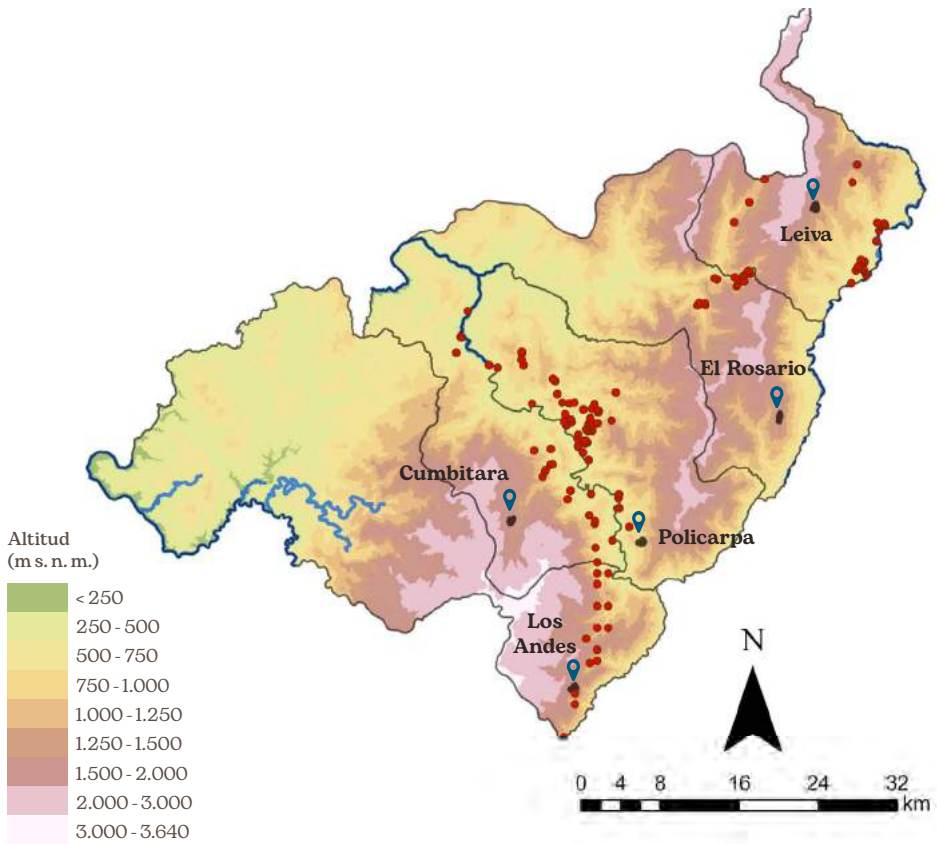 Leiva
El Rosario
Cumbitara
Policarpa
Los
Andes
Altitud
(m s. n. m.)
< 250
250 - 500
500 - 750
750 - 1.000
1.000 - 1.250
1.250 - 1.500
1.500 - 2.000
2.000 - 3.000
3.000 - 3.640
N
0 4 8 16 24 32
km